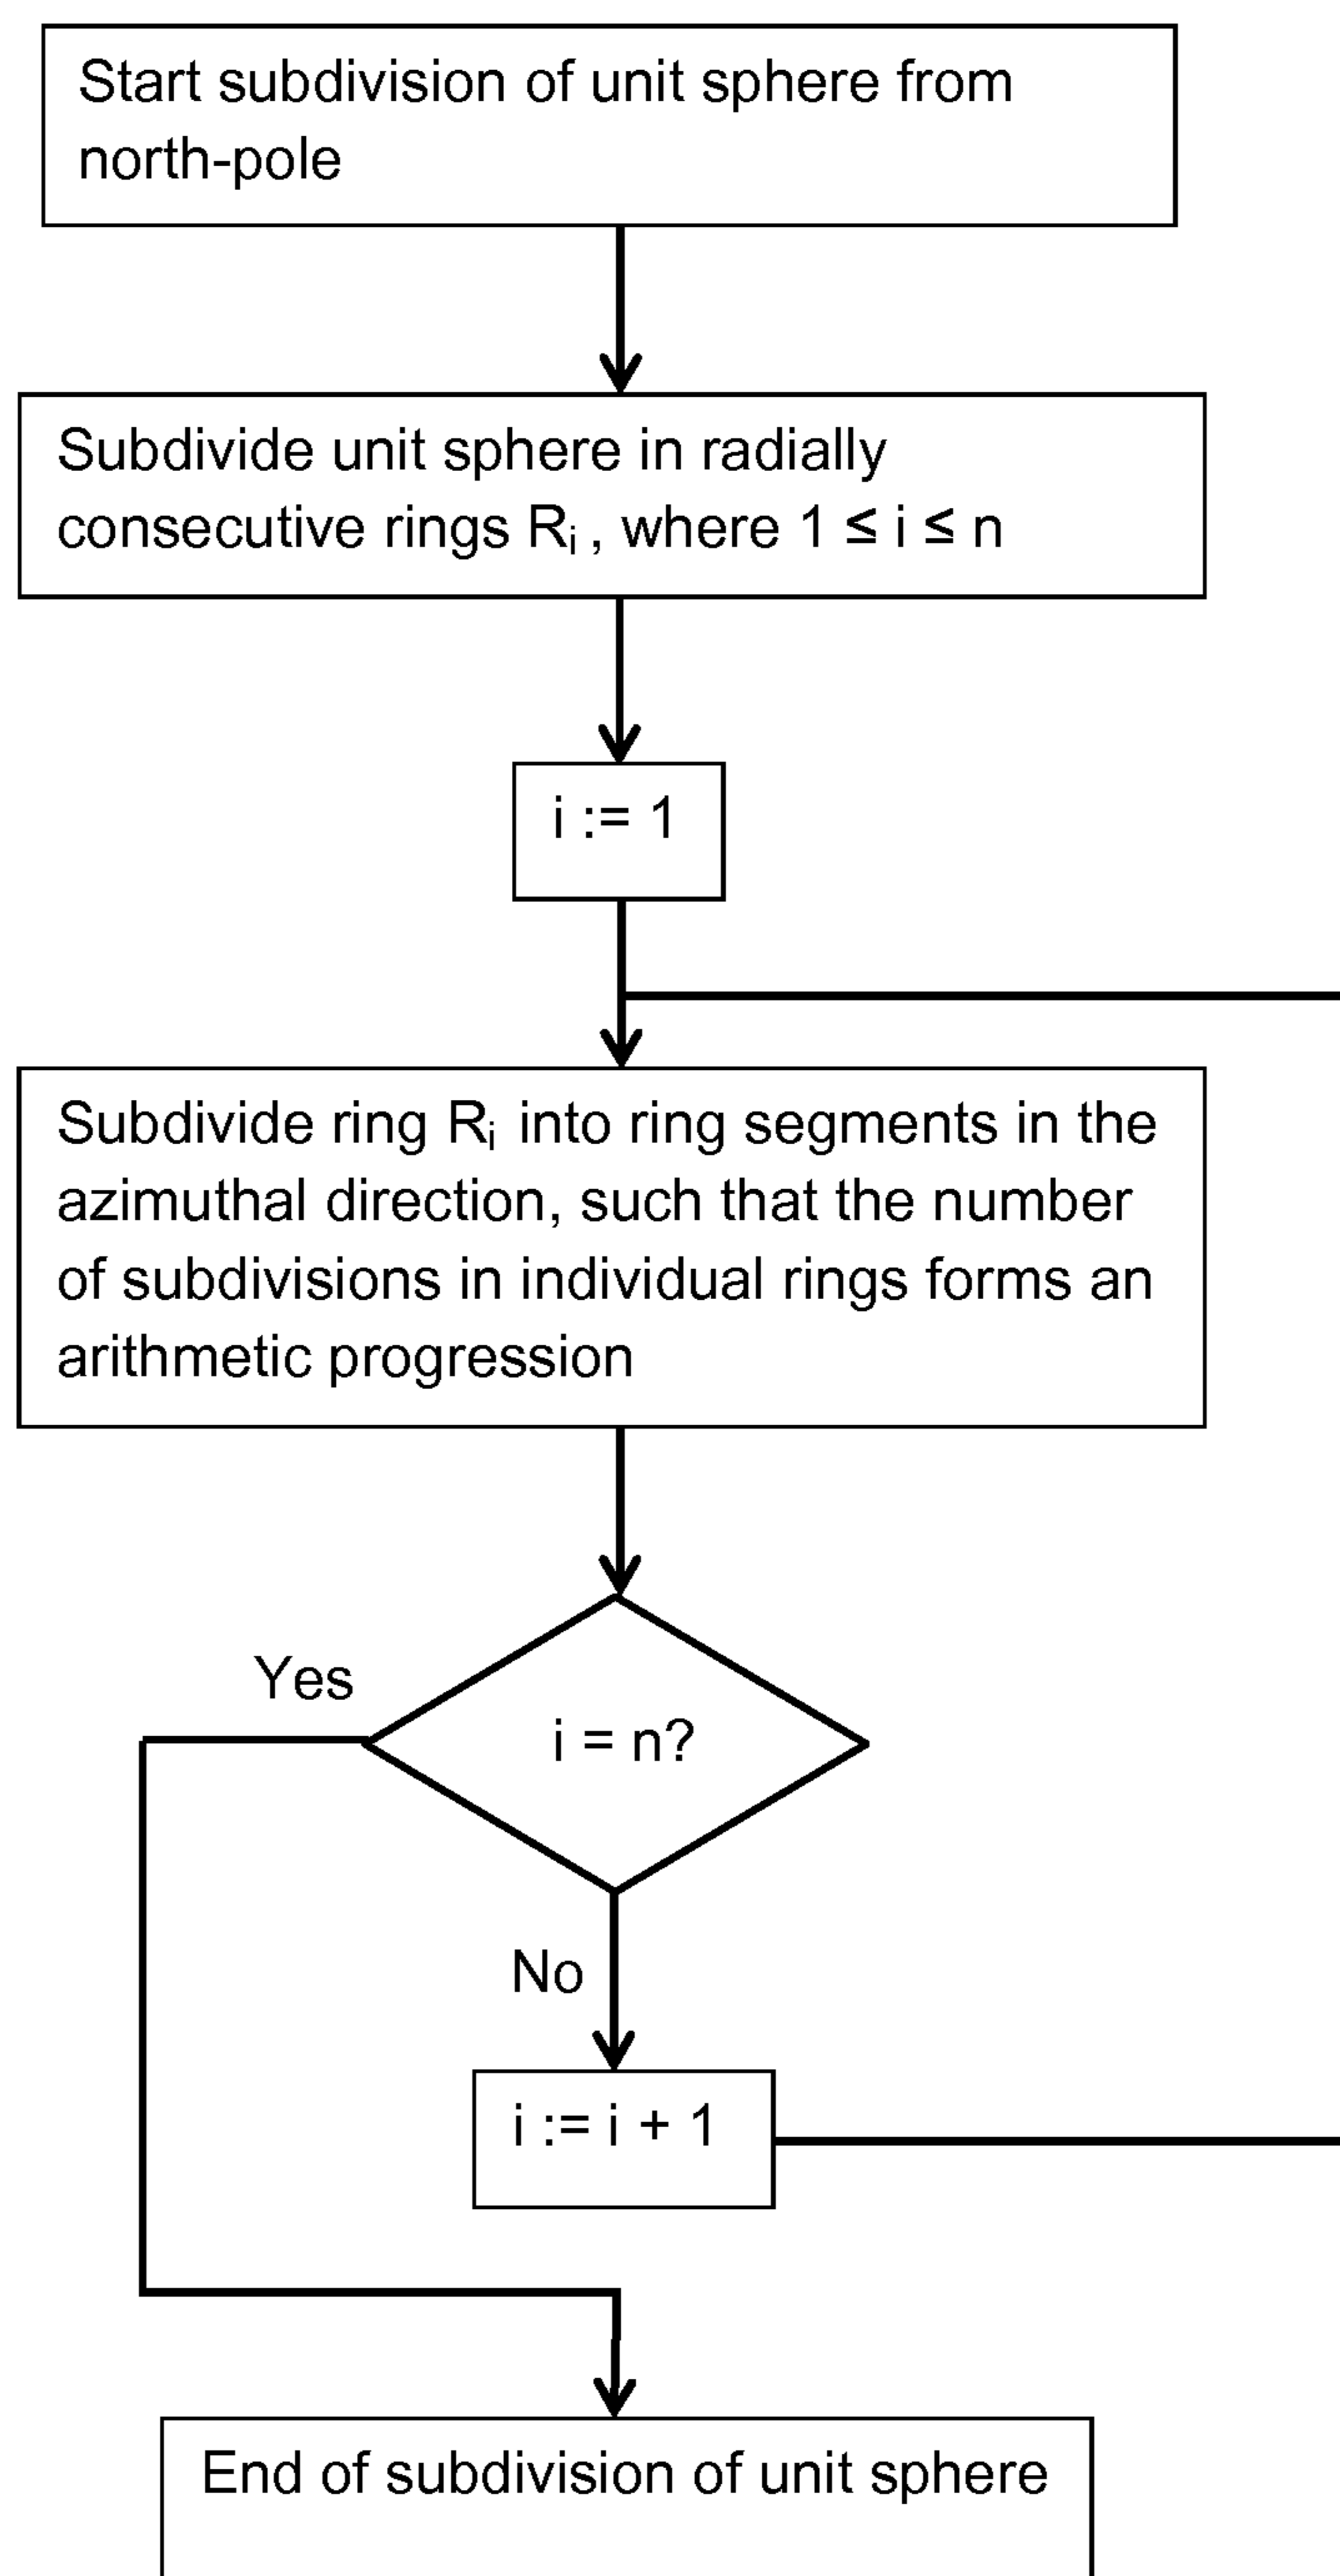 Start subdivision of unit sphere from
north-pole
Subdivide unit sphere in radially
consecutive rings Rᵢ , where 1 ≤ i ≤ n
i := 1
Subdivide ring Rᵢ into ring segments in the
azimuthal direction, such that the number
of subdivisions in individual rings forms an
arithmetic progression
Yes
i = n?
No
i := i + 1
End of subdivision of unit sphere